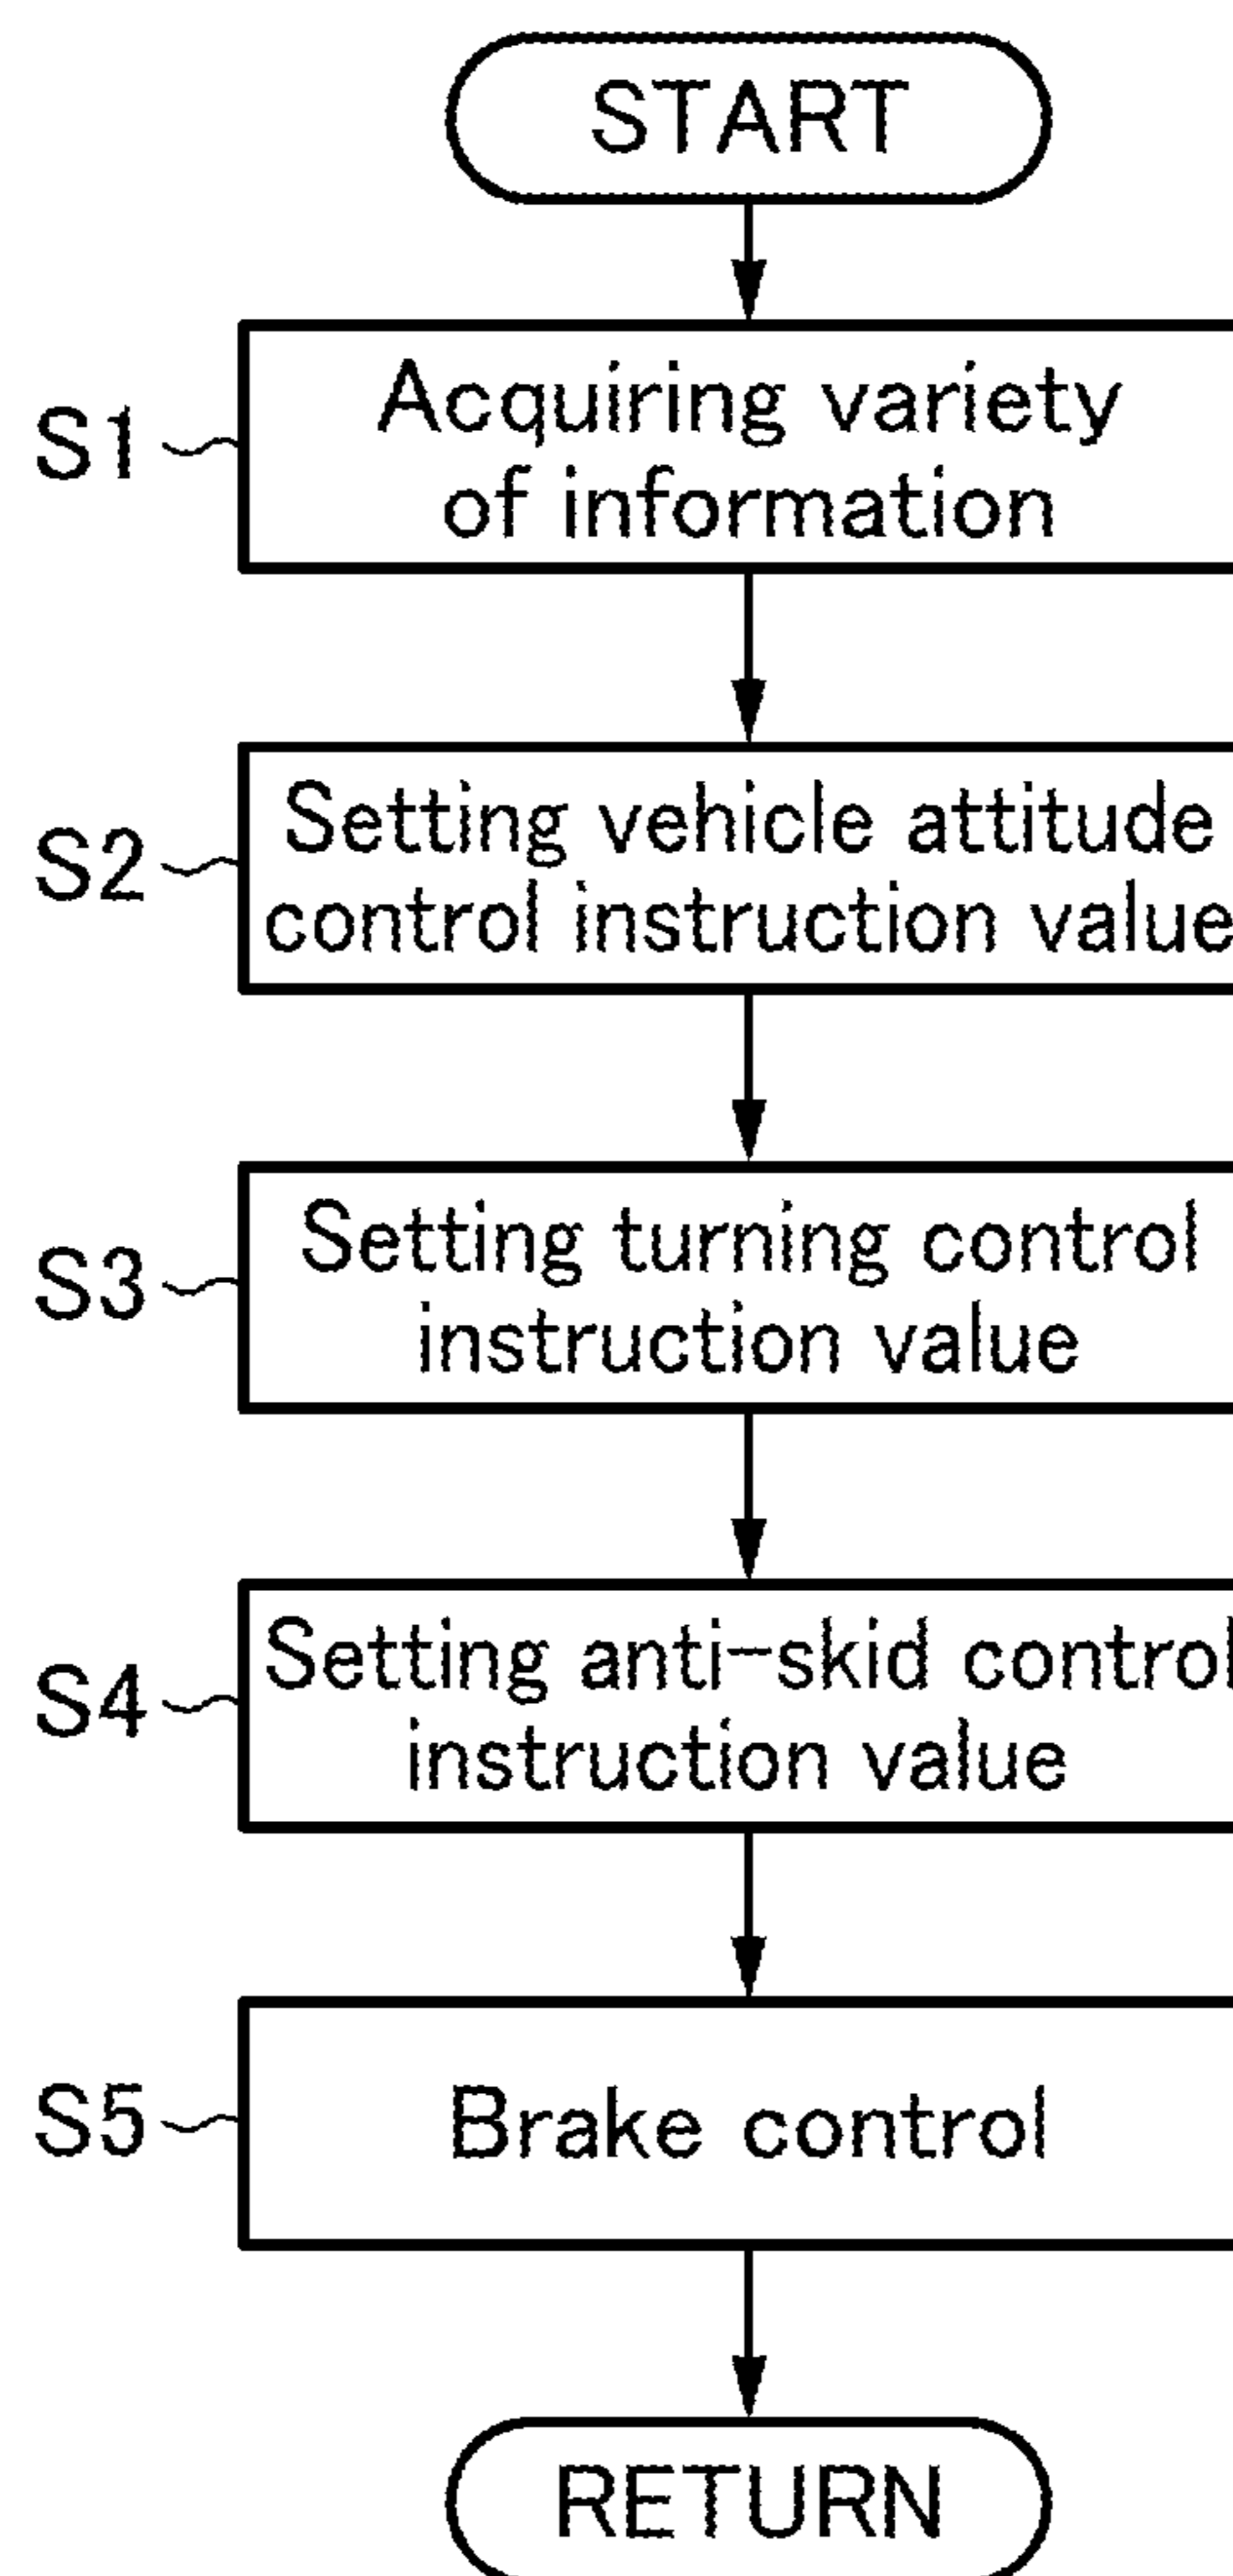 START
S1
Acquiring variety
of information
S2
Setting vehicle attitude
control instruction value
S3
Setting turning control
instruction value
S4
Setting anti-skid control
instruction value
S5
Brake control
RETURN